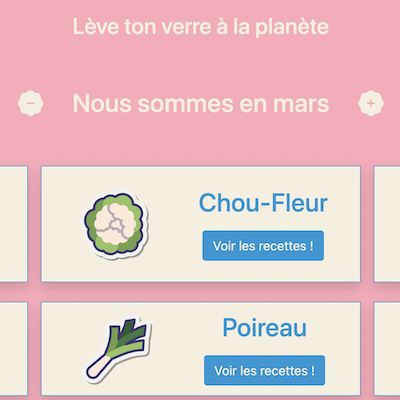 Lève ton verre à la planète
Nous sommes en mars
Chou-Fleur
Voir les recettes !
Poireau
Voir les recettes !